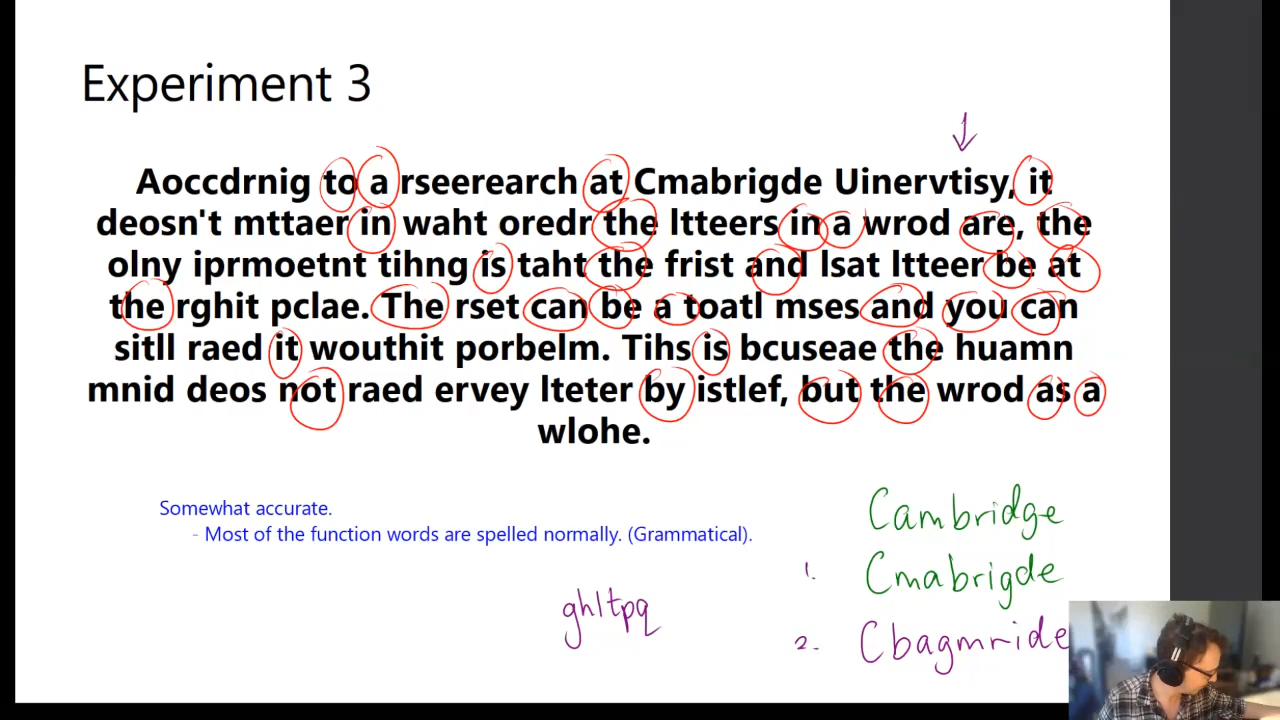 Experiment 3
Aoccdrnig to a rseerearch at Cmabrigde Uinervtisy, it
deosn't mttaer in waht oredr the ltteers in a wrod are, the
olny iprmoetnt tihng is taht the frist and lsat ltteer be at
the rghit pclae. The rset can be a toatl mses and you can
sitll raed it wouthit porbelm. Tihs is bcuseae the huamn
mnid deos not raed ervey lteter by istlef, but the wrod as a
wlohe.
Somewhat accurate.
- Most of the function words are spelled normally. (Grammatical).
Cambridge
1. Cmabrigde
ghltpq
2. Cbagmride